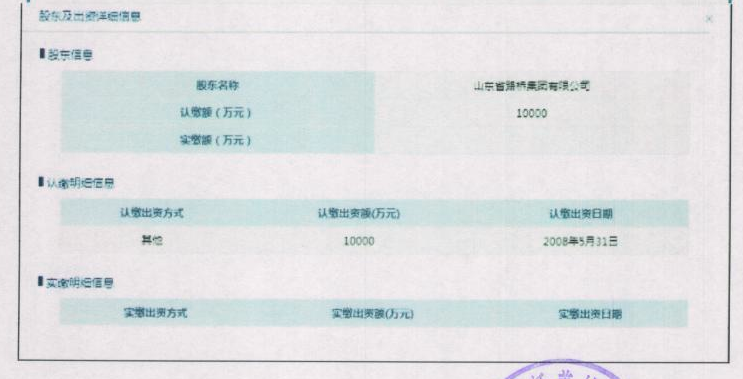 股东及出资详细信息 ×
股东信息
股东名称 山东省路桥集团有限公司
认缴额（万元） 10000
实缴额（万元）
认缴明细信息
认缴出资方式 认缴出资额(万元) 认缴出资日期
其他 10000 2008年5月31日
实缴明细信息
实缴出资方式 实缴出资额(万元) 实缴出资日期